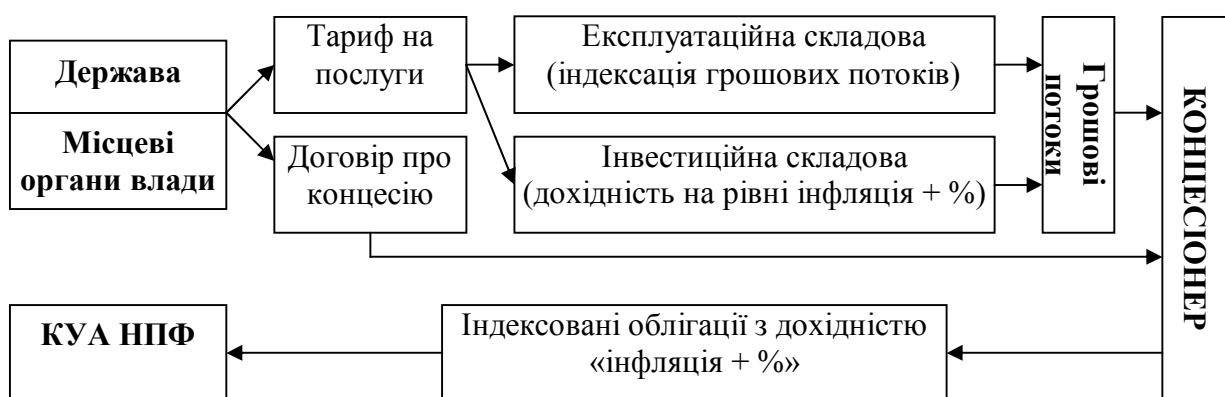 Держава
Місцеві
органи влади
Тариф на
послуги
Договір про
концесію
Експлуатаційна складова
(індексація грошових потоків)
Інвестиційна складова
(дохідність на рівні інфляція + %)
Грошові
потоки
КОНЦЕСІОНЕР
КУА НПФ
Індексовані облігації з дохідністю
«інфляція + %»